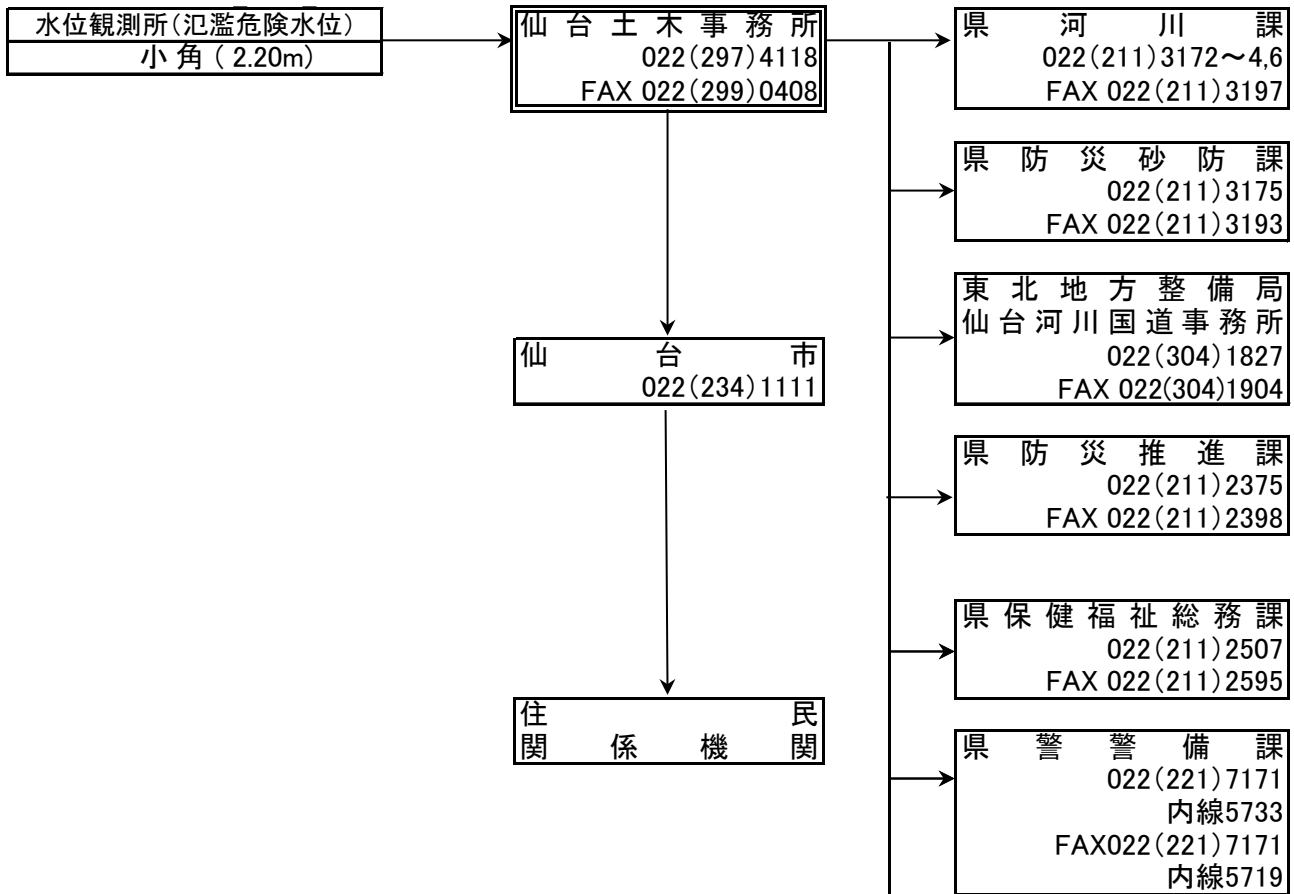 水位観測所(氾濫危険水位)
小 角 ( 2.20m)
仙台土木事務所
022(297)4118
FAX 022(299)0408
仙台市
022(234)1111
住民
関係機関
県河川課
022(211)3172～4,6
FAX 022(211)3197
県防災砂防課
022(211)3175
FAX 022(211)3193
東北地方整備局
仙台河川国道事務所
022(304)1827
FAX 022(304)1904
県防災推進課
022(211)2375
FAX 022(211)2398
県保健福祉総務課
022(211)2507
FAX 022(211)2595
県警警備課
022(221)7171
内線5733
FAX022(221)7171
内線5719